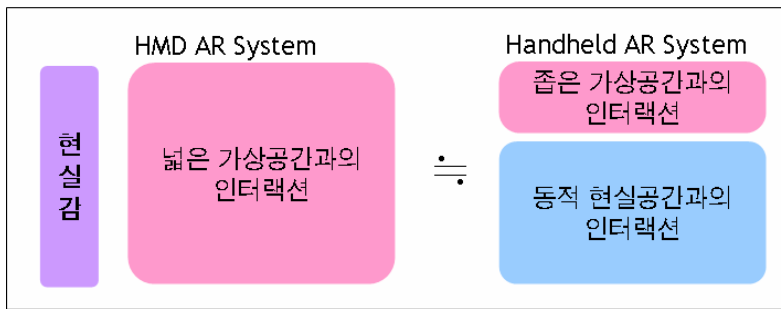 HMD AR System
Handheld AR System
현실감
넓은 가상공간과의
인터랙션
≒
좁은 가상공간과의
인터랙션
동적 현실공간과의
인터랙션